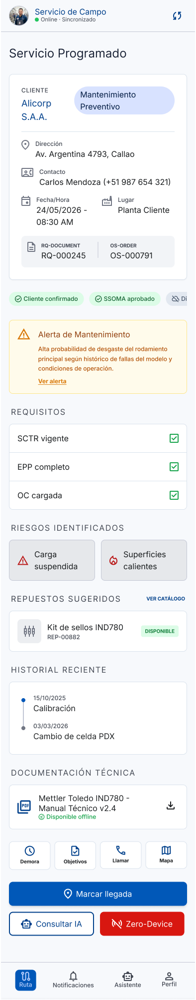 Servicio de Campo
Online · Sincronizado
Servicio Programado
CLIENTE
Alicorp
S.A.A.
Mantenimiento
Preventivo
Dirección
Av. Argentina 4793, Callao
Contacto
Carlos Mendoza (+51 987 654 321)
Fecha/Hora
24/05/2026 -
08:30 AM
Lugar
Planta Cliente
RQ-DOCUMENT
RQ-000245
OS-ORDER
OS-000791
Cliente confirmado
SSOMA aprobado
Di
Alerta de Mantenimiento
Alta probabilidad de desgaste del rodamiento
principal según histórico de fallas del modelo y
condiciones de operación.
Ver alerta
REQUISITOS
SCTR vigente
EPP completo
OC cargada
RIESGOS IDENTIFICADOS
Carga
suspendida
Superficies
calientes
REPUESTOS SUGERIDOS
VER CATÁLOGO
Kit de sellos IND780
REP-00882
DISPONIBLE
HISTORIAL RECIENTE
15/10/2025
Calibración
03/03/2026
Cambio de celda PDX
DOCUMENTACIÓN TÉCNICA
PDF
Mettler Toledo IND780 -
Manual Técnico v2.4
Disponible offline
Demora
Objetivos
Llamar
Mapa
Marcar llegada
Consultar IA
Zero-Device
Ruta
Notificaciones
Asistente
Perfil